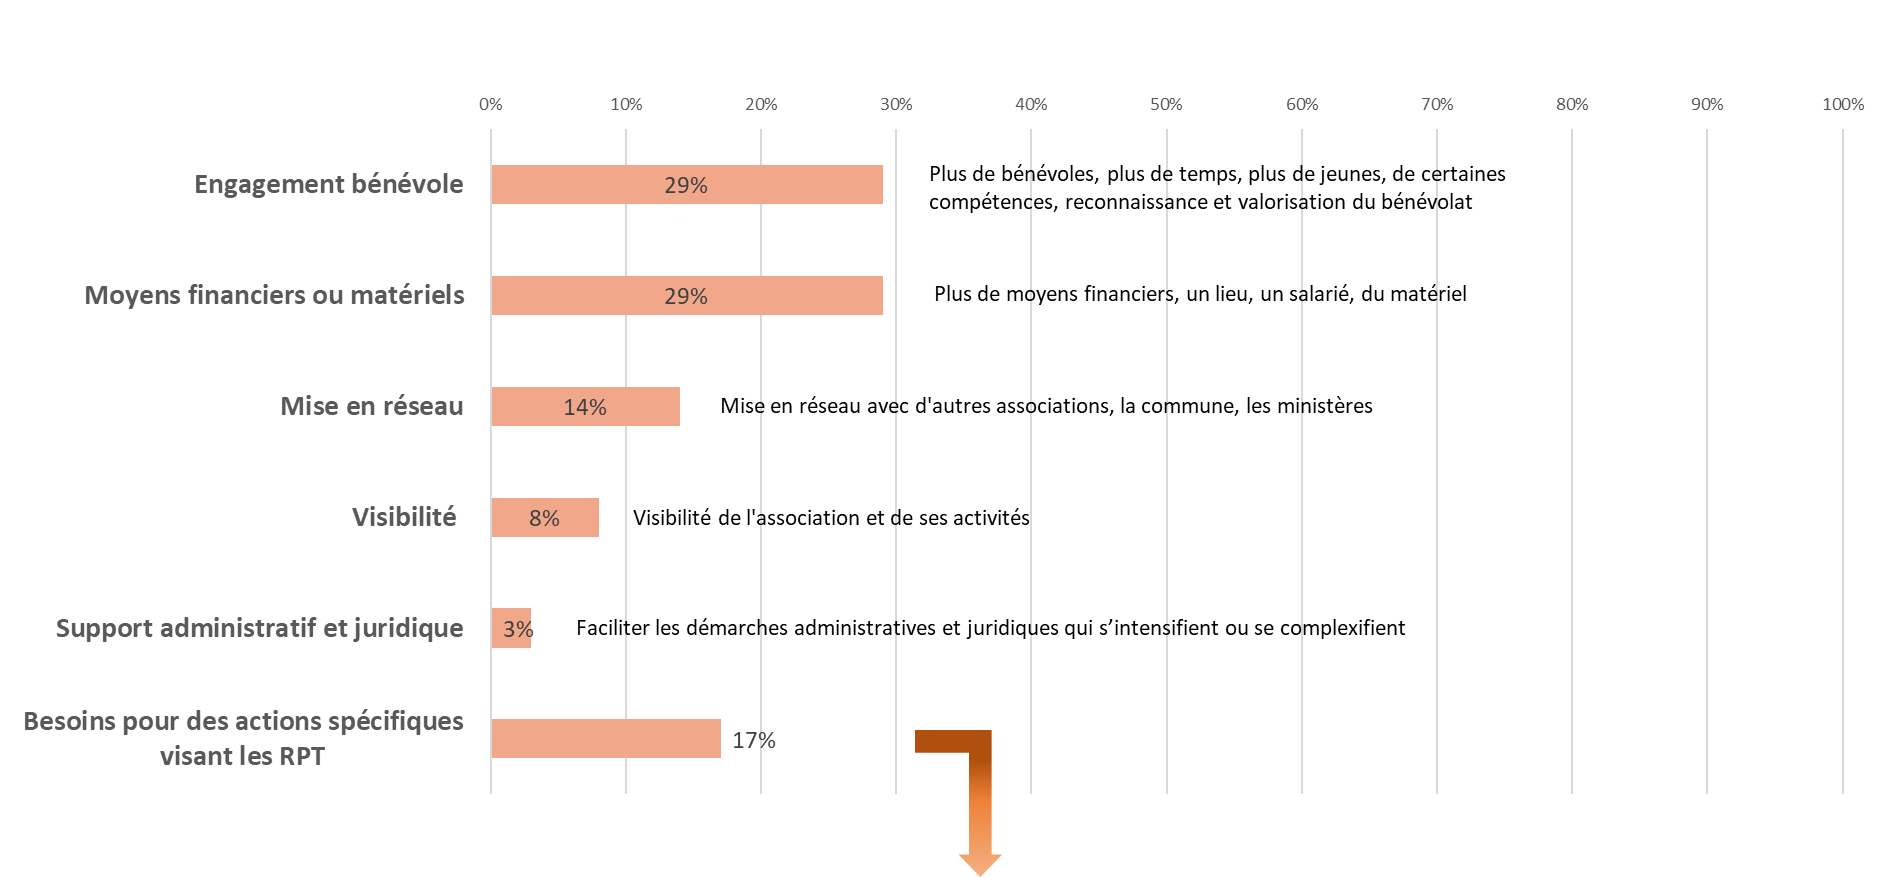 0% 10% 20% 30% 40% 50% 60% 70% 80% 90% 100%
Engagement bénévole
29%
Plus de bénévoles, plus de temps, plus de jeunes, de certaines
compétences, reconnaissance et valorisation du bénévolat
Moyens financiers ou matériels
29%
Plus de moyens financiers, un lieu, un salarié, du matériel
Mise en réseau
14%
Mise en réseau avec d'autres associations, la commune, les ministères
Visibilité
8%
Visibilité de l'association et de ses activités
Support administratif et juridique
3%
Faciliter les démarches administratives et juridiques qui s’intensifient ou se complexifient
Besoins pour des actions spécifiques
visant les RPT
17%